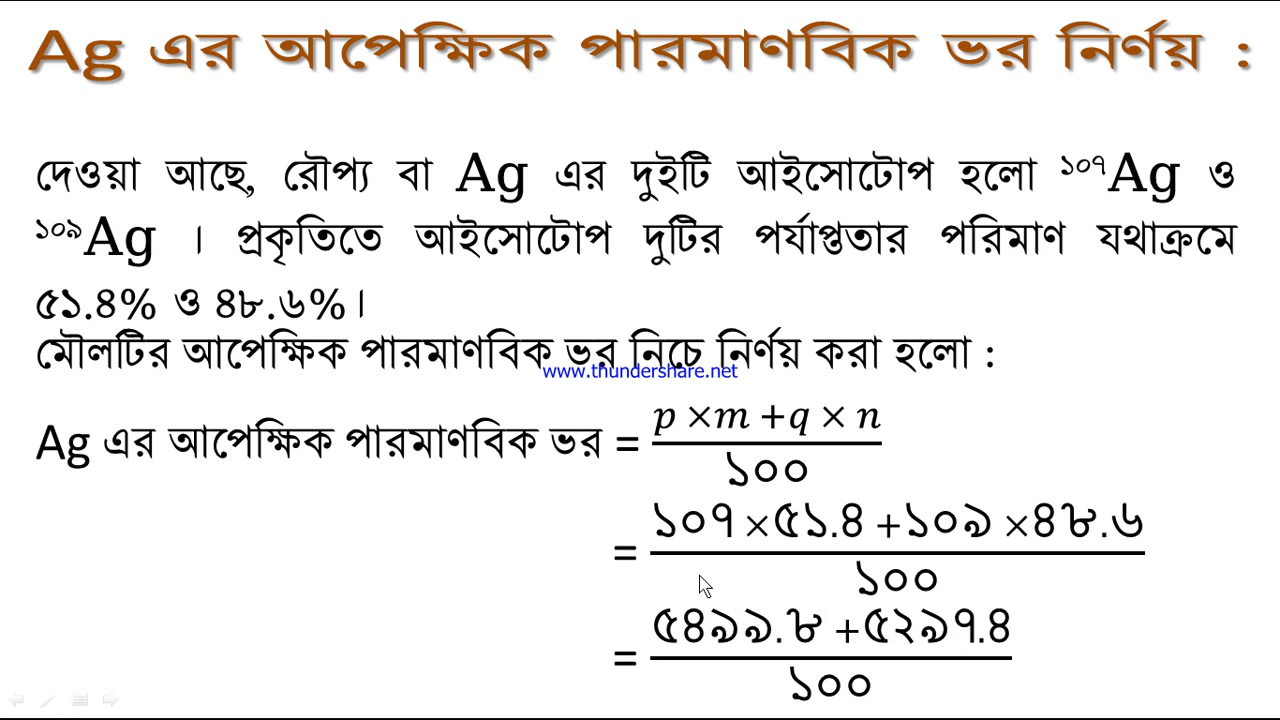 Ag এর আপেক্ষিক পারমাণবিক ভর নির্ণয় :
দেওয়া আছে, রৌপ্য বা Ag এর দুইটি আইসোটোপ হলো ¹⁰⁷Ag ও
¹⁰⁹Ag । প্রকৃতিতে আইসোটোপ দুটির পর্যাপ্ততার পরিমাণ যথাক্রমে
৫১.৪% ও ৪৮.৬%।
মৌলটির আপেক্ষিক পারমাণবিক ভর নিচে নির্ণয় করা হলো :
www.thundershare.net
Ag এর আপেক্ষিক পারমাণবিক ভর = p ×m +q × n
১০০
= ১০৭ ×৫১.৪ +১০৯ ×৪৮.৬
১০০
= ৫৪৯৯.৮ +৫২৯৭.৪
১০০